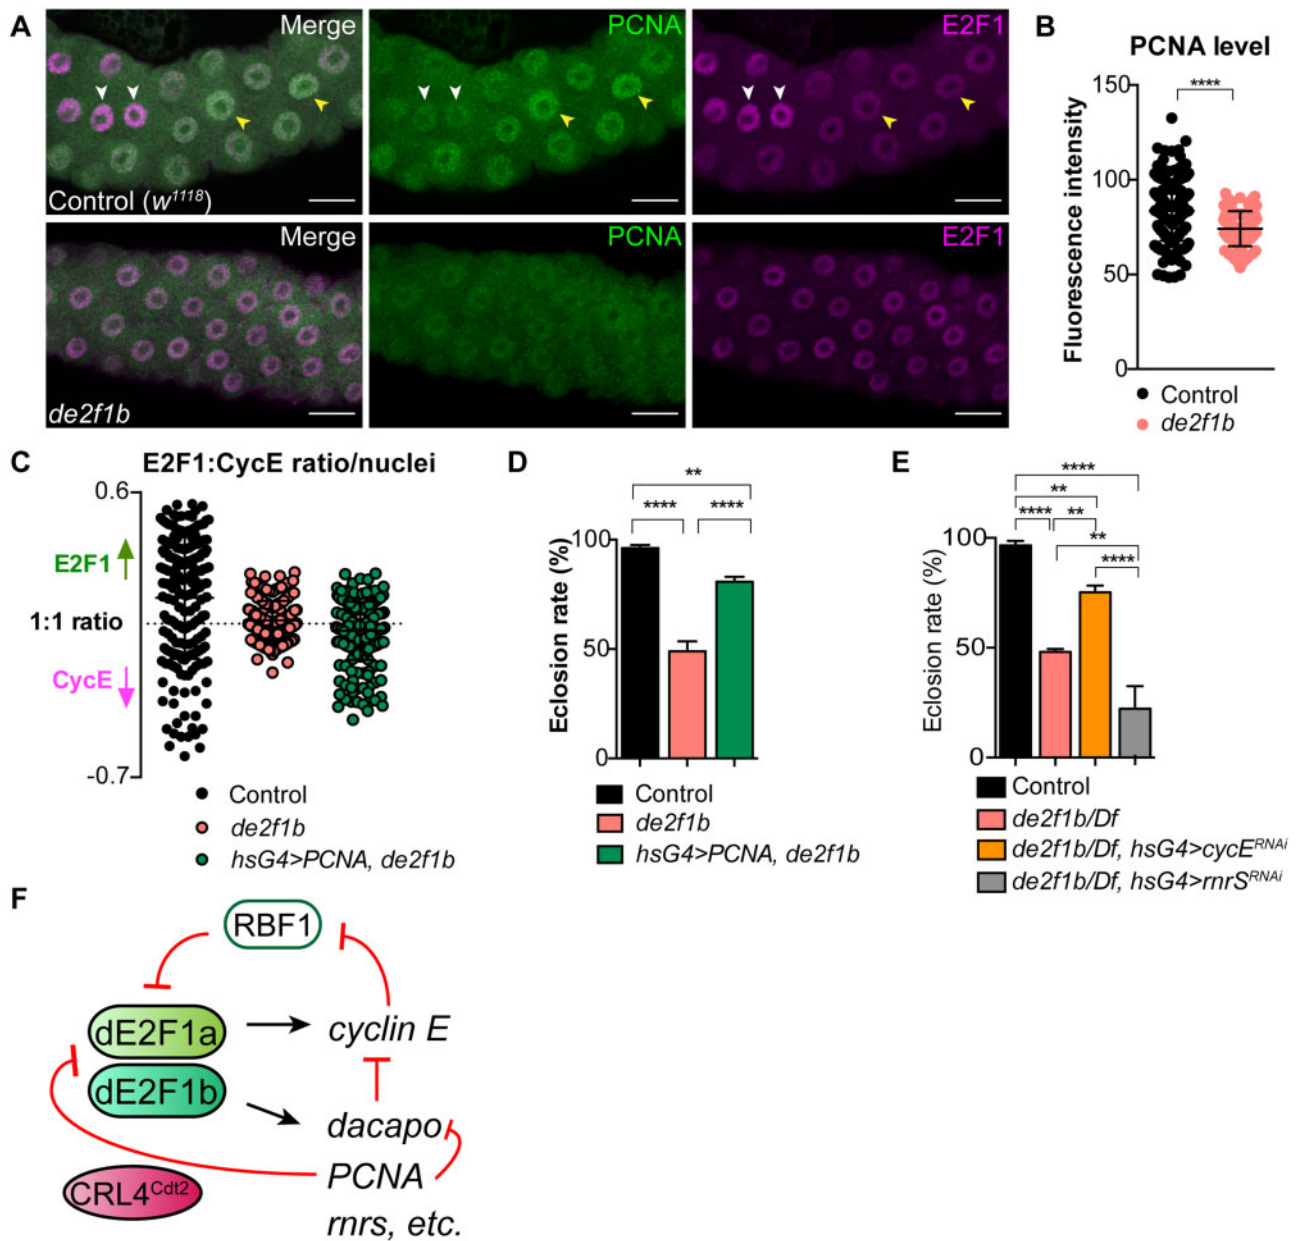 A
Merge
PCNA
E2F1
Control (w1118)
Merge
PCNA
E2F1
de2f1b
B
PCNA level
****
150
100
50
0
Fluorescence intensity
Control
de2f1b
C
E2F1:CycE ratio/nuclei
0.6
E2F1
1:1 ratio
CycE
-0.7
Control
de2f1b
hsG4>PCNA, de2f1b
D
**
**** ****
100
50
0
Eclosion rate (%)
Control
de2f1b
hsG4>PCNA, de2f1b
E
****
**
**** **
**
****
100
50
0
Eclosion rate (%)
Control
de2f1b/Df
de2f1b/Df, hsG4>cycERNAi
de2f1b/Df, hsG4>rnrSRNAi
F
RBF1
dE2F1a
cyclin E
dE2F1b
dacapo
PCNA
CRL4Cdt2
rnrs, etc.